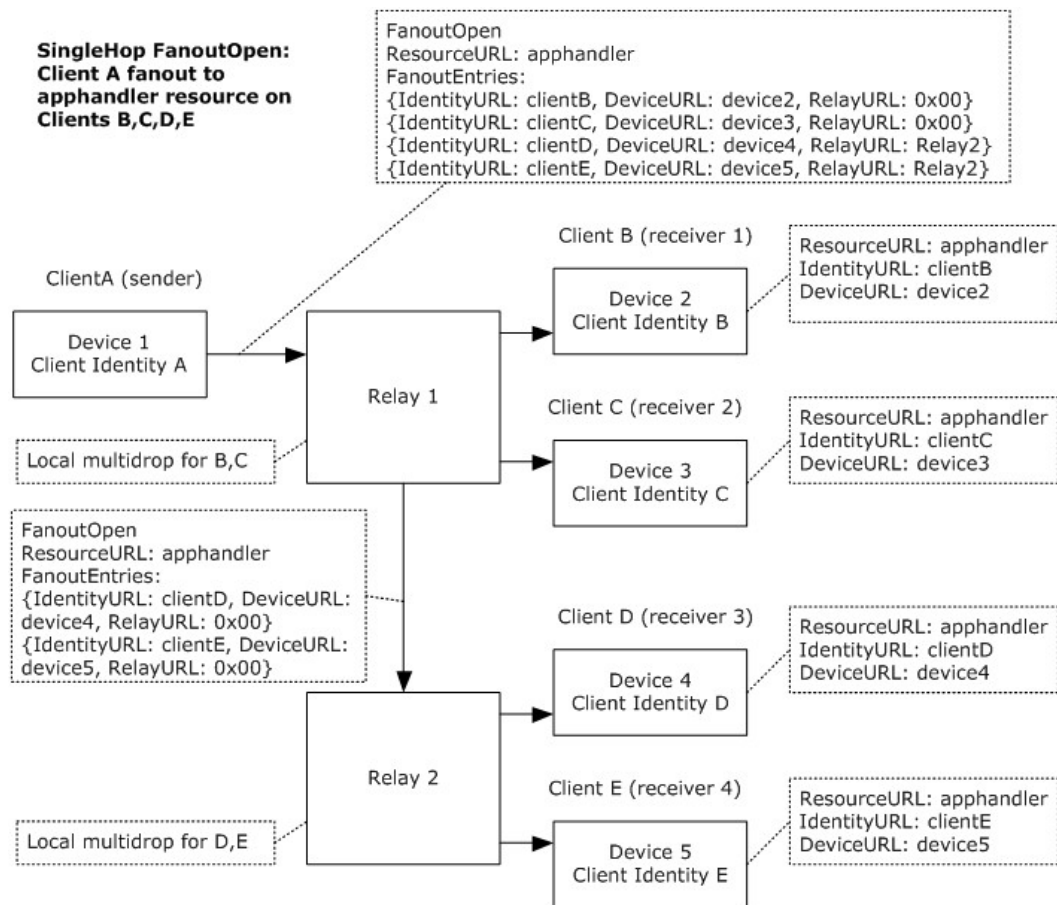 SingleHop FanoutOpen:
Client A fanout to
apphandler resource on
Clients B,C,D,E
FanoutOpen
ResourceURL: apphandler
FanoutEntries:
{IdentityURL: clientB, DeviceURL: device2, RelayURL: 0x00}
{IdentityURL: clientC, DeviceURL: device3, RelayURL: 0x00}
{IdentityURL: clientD, DeviceURL: device4, RelayURL: Relay2}
{IdentityURL: clientE, DeviceURL: device5, RelayURL: Relay2}
ClientA (sender)
Device 1
Client Identity A
Relay 1
Local multidrop for B,C
Client B (receiver 1)
Device 2
Client Identity B
ResourceURL: apphandler
IdentityURL: clientB
DeviceURL: device2
Client C (receiver 2)
Device 3
Client Identity C
ResourceURL: apphandler
IdentityURL: clientC
DeviceURL: device3
FanoutOpen
ResourceURL: apphandler
FanoutEntries:
{IdentityURL: clientD, DeviceURL:
device4, RelayURL: 0x00}
{IdentityURL: clientE, DeviceURL:
device5, RelayURL: 0x00}
Relay 2
Local multidrop for D,E
Client D (receiver 3)
Device 4
Client Identity D
ResourceURL: apphandler
IdentityURL: clientD
DeviceURL: device4
Client E (receiver 4)
Device 5
Client Identity E
ResourceURL: apphandler
IdentityURL: clientE
DeviceURL: device5